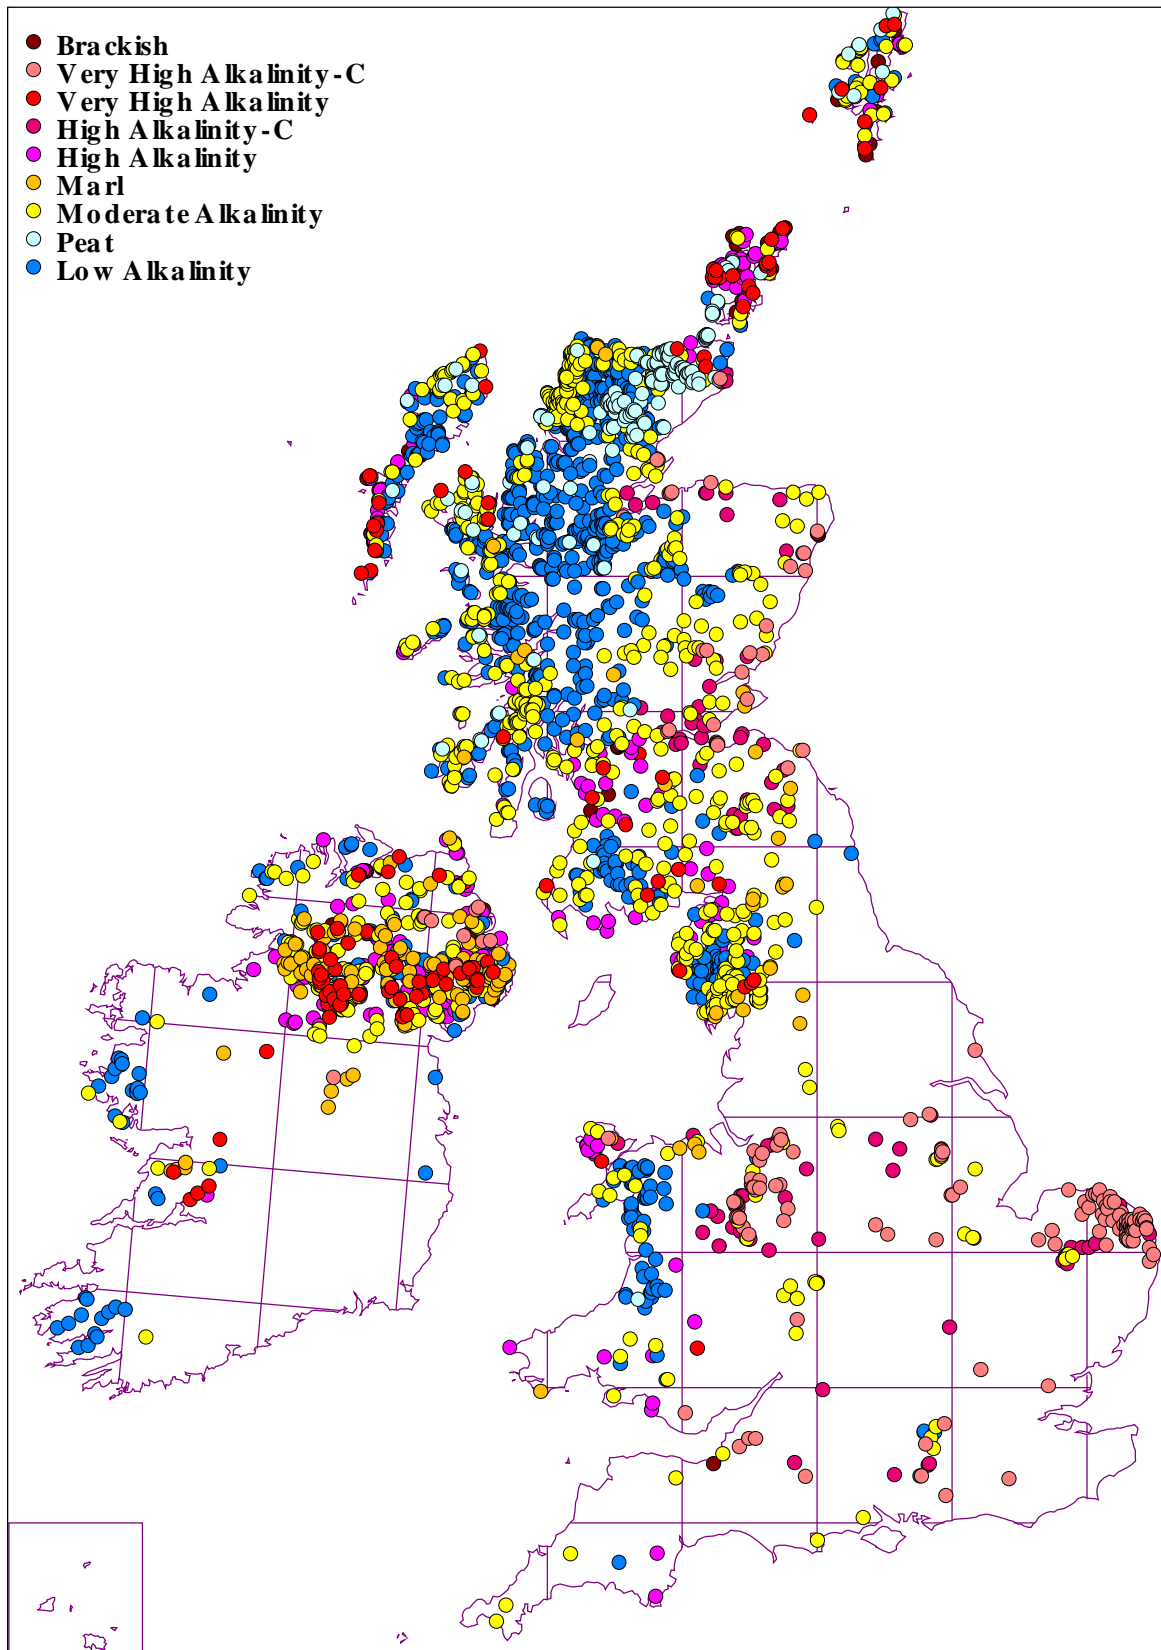 Brackish
Very High Alkalinity-C
Very High Alkalinity
High Alkalinity-C
High Alkalinity
Marl
Moderate Alkalinity
Peat
Low Alkalinity